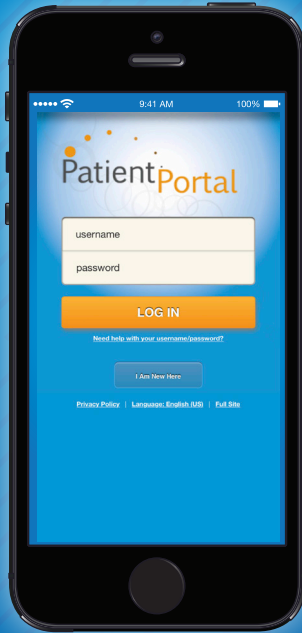 9:41 AM 100%
Patient Portal
username
password
LOG IN
Need help with your username/password?
I Am New Here
Privacy Policy | Language: English (US) | Full Site